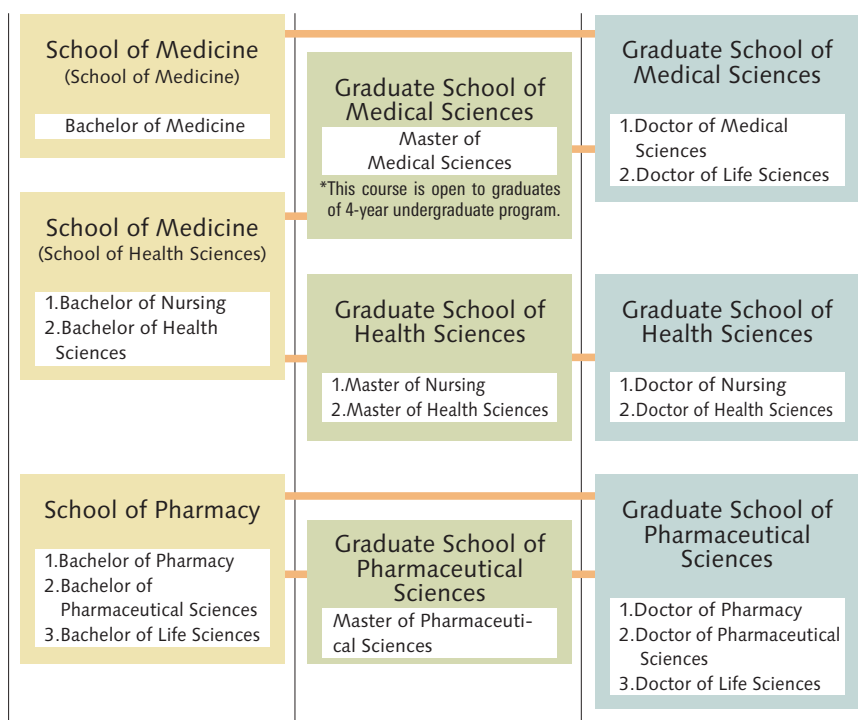 School of Medicine
(School of Medicine)
Bachelor of Medicine
School of Medicine
(School of Health Sciences)
1.Bachelor of Nursing
2.Bachelor of Health
Sciences
School of Pharmacy
1.Bachelor of Pharmacy
2.Bachelor of
Pharmaceutical Sciences
3.Bachelor of Life Sciences
Graduate School of
Medical Sciences
Master of
Medical Sciences
*This course is open to graduates
of 4-year undergraduate program.
Graduate School of
Health Sciences
1.Master of Nursing
2.Master of Health Sciences
Graduate School of
Pharmaceutical
Sciences
Master of Pharmaceuti-
cal Sciences
Graduate School of
Medical Sciences
1.Doctor of Medical
Sciences
2.Doctor of Life Sciences
Graduate School of
Health Sciences
1.Doctor of Nursing
2.Doctor of Health Sciences
Graduate School of
Pharmaceutical
Sciences
1.Doctor of Pharmacy
2.Doctor of Pharmaceutical
Sciences
3.Doctor of Life Sciences